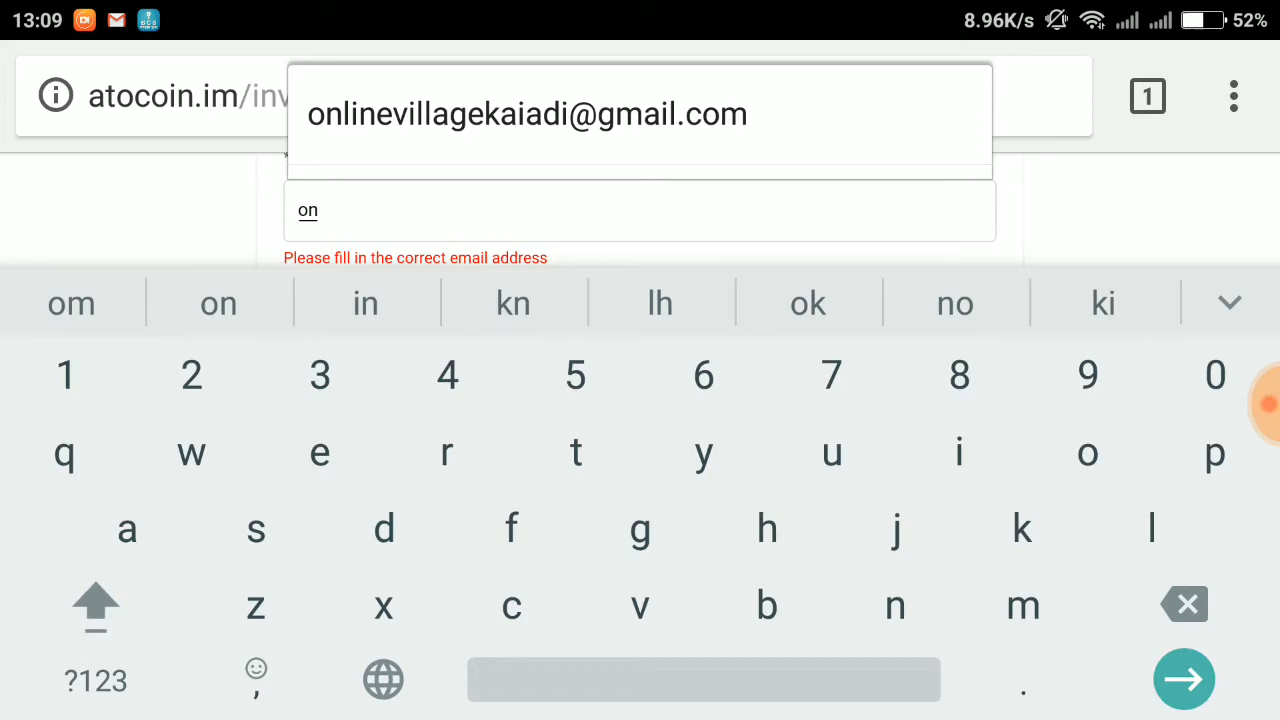 13:09 BCS 8.96K/s 52%
atocoin.im/inv 1
onlinevillagekaiadi@gmail.com
*
on
Please fill in the correct email address
om on in kn lh ok no ki
1 2 3 4 5 6 7 8 9 0
q w e r t y u i o p
a s d f g h j k l
z x c v b n m
?123 , .